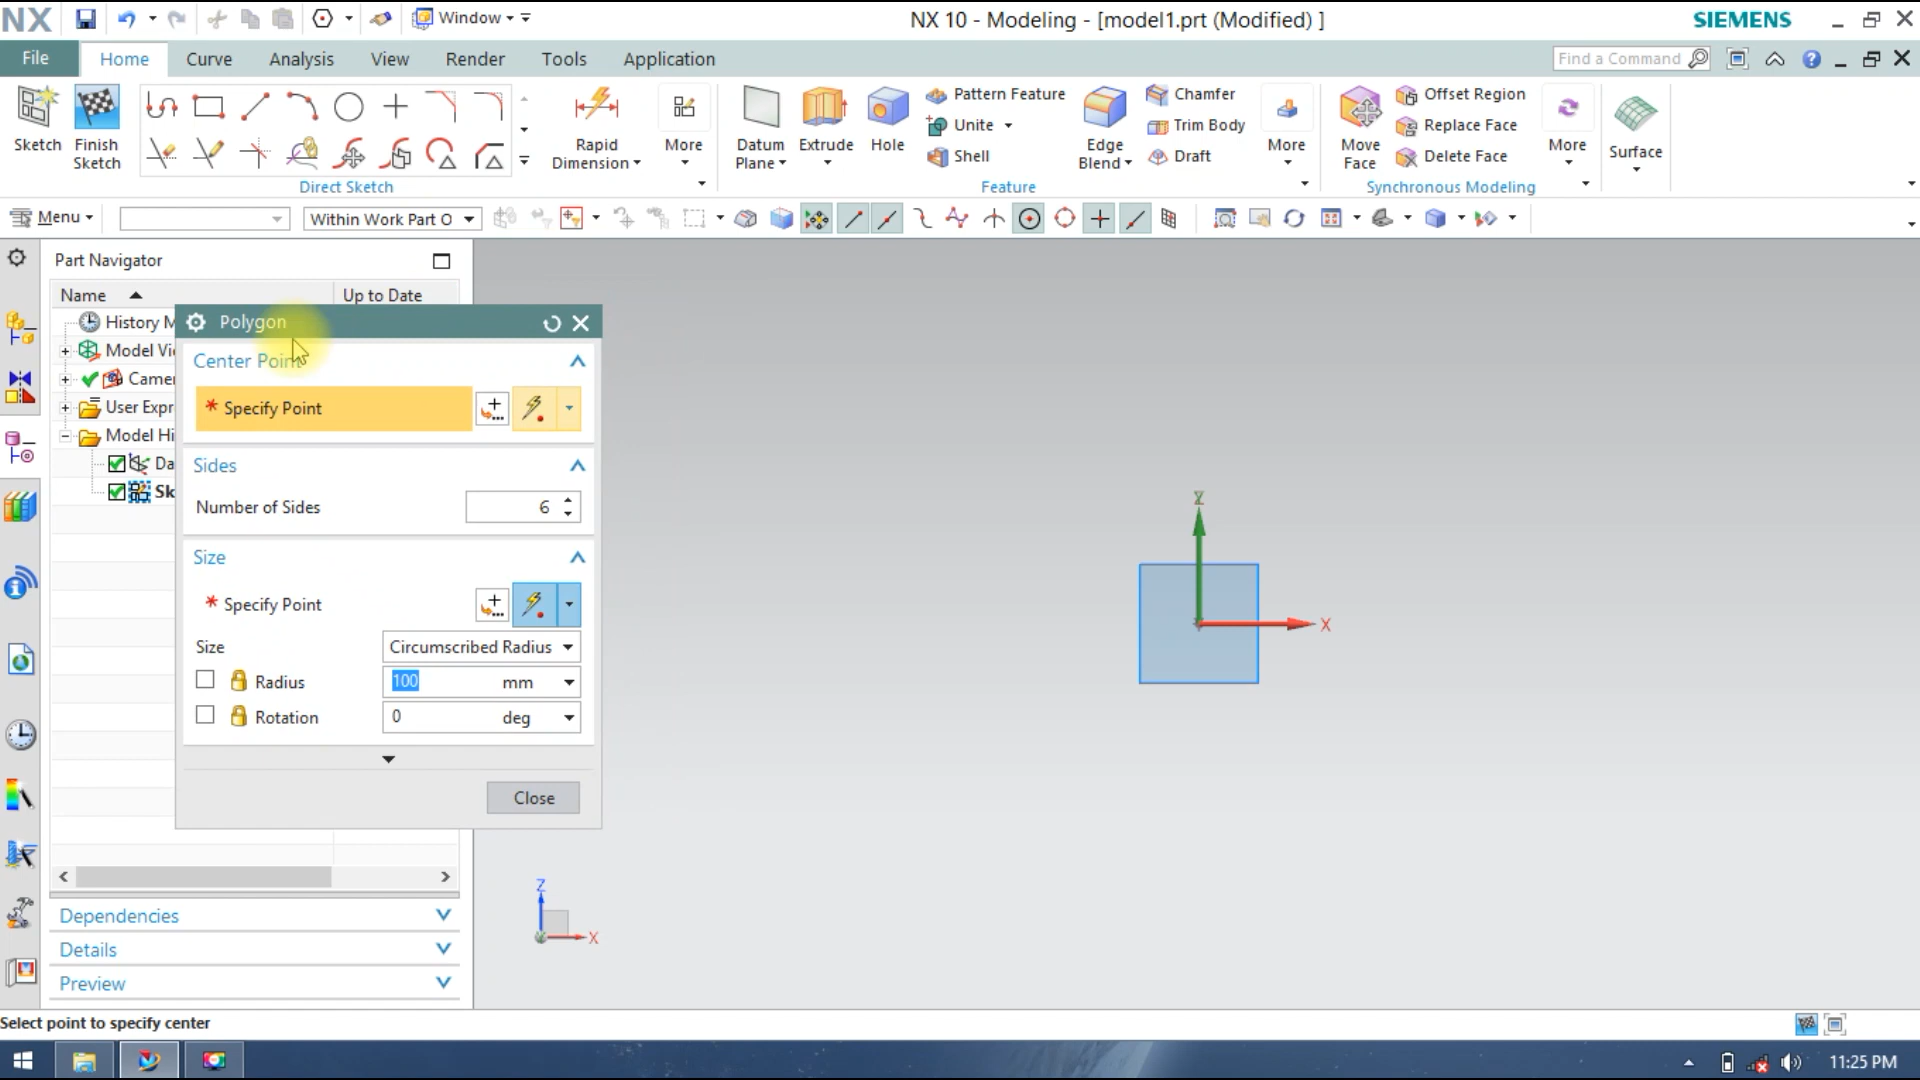 NX
Window
NX 10 - Modeling - [model1.prt (Modified) ]
SIEMENS
File
Home
Curve
Analysis
View
Render
Tools
Application
Find a Command
Sketch
Finish
Sketch
Direct Sketch
Rapid
Dimension
More
Datum
Plane
Extrude
Hole
Pattern Feature
Unite
Shell
Edge
Blend
Chamfer
Trim Body
Draft
More
Feature
Move
Face
Offset Region
Replace Face
Delete Face
More
Synchronous Modeling
Surface
Menu
Within Work Part O
Part Navigator
Name
Up to Date
History M
Model Vi
Camer
User Expr
Model Hi
Da
Sk
Polygon
Center Point
* Specify Point
Sides
Number of Sides
6
Size
* Specify Point
Size
Circumscribed Radius
Radius
100
mm
Rotation
0
deg
Close
Dependencies
Details
Preview
Y
X
Z
X
Select point to specify center
11:25 PM